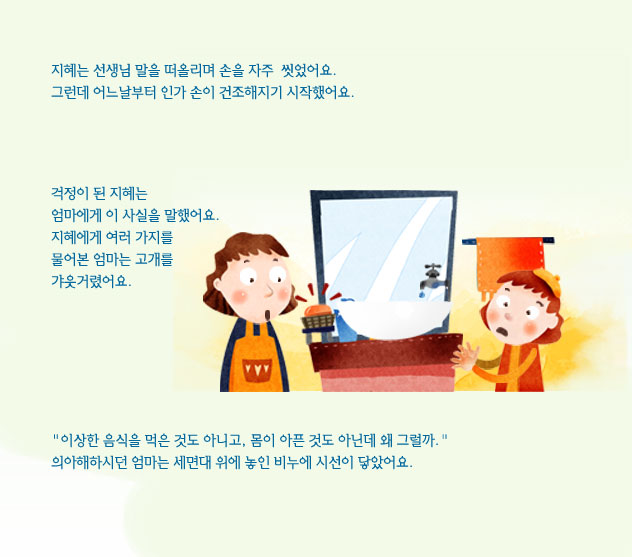 지혜는 선생님 말을 떠올리며 손을 자주 씻었어요.
그런데 어느날부터 인가 손이 건조해지기 시작했어요.
걱정이 된 지혜는
엄마에게 이 사실을 말했어요.
지혜에게 여러 가지를
물어본 엄마는 고개를
갸웃거렸어요.
"이상한 음식을 먹은 것도 아니고, 몸이 아픈 것도 아닌데 왜 그럴까."
의아해하시던 엄마는 세면대 위에 놓인 비누에 시선이 닿았어요.